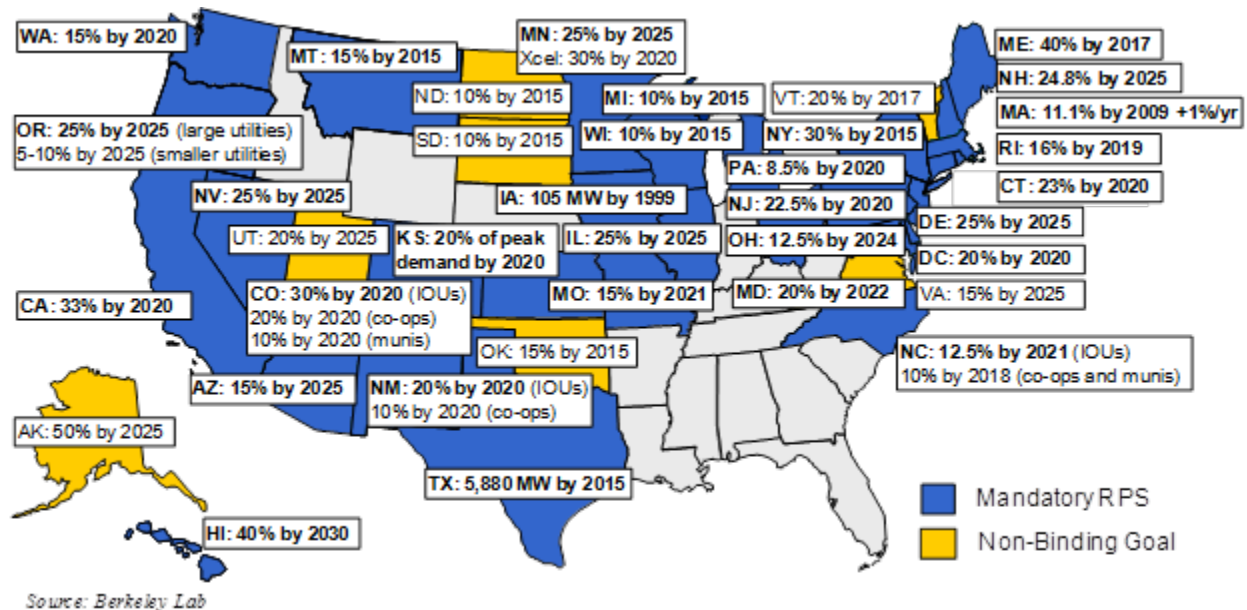 WA: 15% by 2020
MT: 15% by 2015
MN: 25% by 2025
Xcel: 30% by 2020
ME: 40% by 2017
NH: 24.8% by 2025
ND: 10% by 2015
MI: 10% by 2015
VT: 20% by 2017
MA: 11.1% by 2009 +1%/yr
OR: 25% by 2025 (large utilities)
5-10% by 2025 (smaller utilities)
SD: 10% by 2015
WI: 10% by 2015
NY: 30% by 2015
RI: 16% by 2019
PA: 8.5% by 2020
CT: 23% by 2020
NV: 25% by 2025
IA: 105 MW by 1999
NJ: 22.5% by 2020
DE: 25% by 2025
UT: 20% by 2025
KS: 20% of peak
demand by 2020
IL: 25% by 2025
OH: 12.5% by 2024
DC: 20% by 2020
CA: 33% by 2020
CO: 30% by 2020 (IOUs)
20% by 2020 (co-ops)
10% by 2020 (munis)
MO: 15% by 2021
MD: 20% by 2022
VA: 15% by 2025
OK: 15% by 2015
NC: 12.5% by 2021 (IOUs)
10% by 2018 (co-ops and munis)
AZ: 15% by 2025
NM: 20% by 2020 (IOUs)
10% by 2020 (co-ops)
AK: 50% by 2025
TX: 5,880 MW by 2015
HI: 40% by 2030
Mandatory RPS
Non-Binding Goal
Source: Berkeley Lab